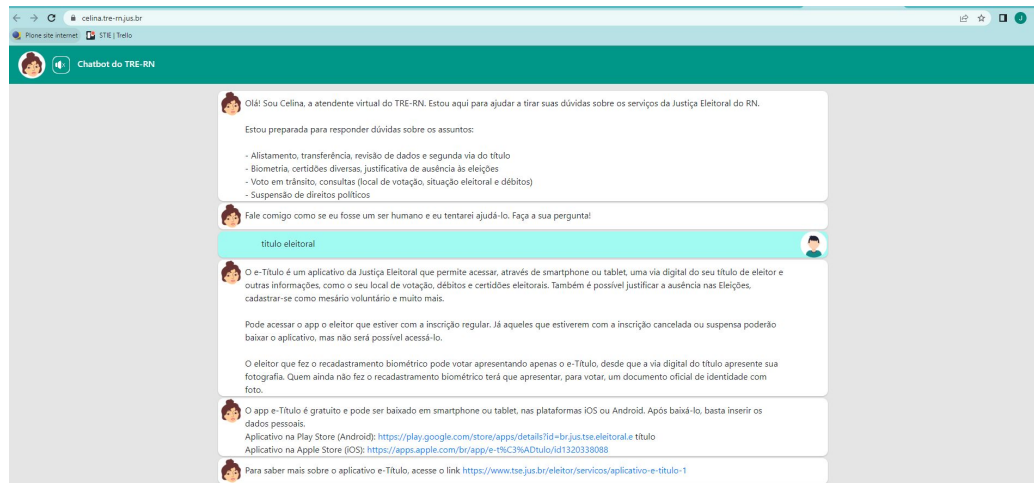 celina.tre-rn.jus.br
J
Plone site internet STIE | Trello
Chatbot do TRE-RN
Olá! Sou Celina, a atendente virtual do TRE-RN. Estou aqui para ajudar a tirar suas dúvidas sobre os serviços da Justiça Eleitoral do RN.
Estou preparada para responder dúvidas sobre os assuntos:
- Alistamento, transferência, revisão de dados e segunda via do título
- Biometria, certidões diversas, justificativa de ausência às eleições
- Voto em trânsito, consultas (local de votação, situação eleitoral e débitos)
- Suspensão de direitos políticos
Fale comigo como se eu fosse um ser humano e eu tentarei ajudá-lo. Faça a sua pergunta!
titulo eleitoral
O e-Título é um aplicativo da Justiça Eleitoral que permite acessar, através de smartphone ou tablet, uma via digital do seu título de eleitor e
outras informações, como o seu local de votação, débitos e certidões eleitorais. Também é possível justificar a ausência nas Eleições,
cadastrar-se como mesário voluntário e muito mais.
Pode acessar o app o eleitor que estiver com a inscrição regular. Já aqueles que estiverem com a inscrição cancelada ou suspensa poderão
baixar o aplicativo, mas não será possível acessá-lo.
O eleitor que fez o recadastramento biométrico pode votar apresentando apenas o e-Título, desde que a via digital do título apresente sua
fotografia. Quem ainda não fez o recadastramento biométrico terá que apresentar, para votar, um documento oficial de identidade com
foto.
O app e-Título é gratuito e pode ser baixado em smartphone ou tablet, nas plataformas iOS ou Android. Após baixá-lo, basta inserir os
dados pessoais.
Aplicativo na Play Store (Android): https://play.google.com/store/apps/details?id=br.jus.tse.eleitoral.e título
Aplicativo na Apple Store (iOS): https://apps.apple.com/br/app/e-t%C3%ADtulo/id1320338088
Para saber mais sobre o aplicativo e-Título, acesse o link https://www.tse.jus.br/eleitor/servicos/aplicativo-e-titulo-1